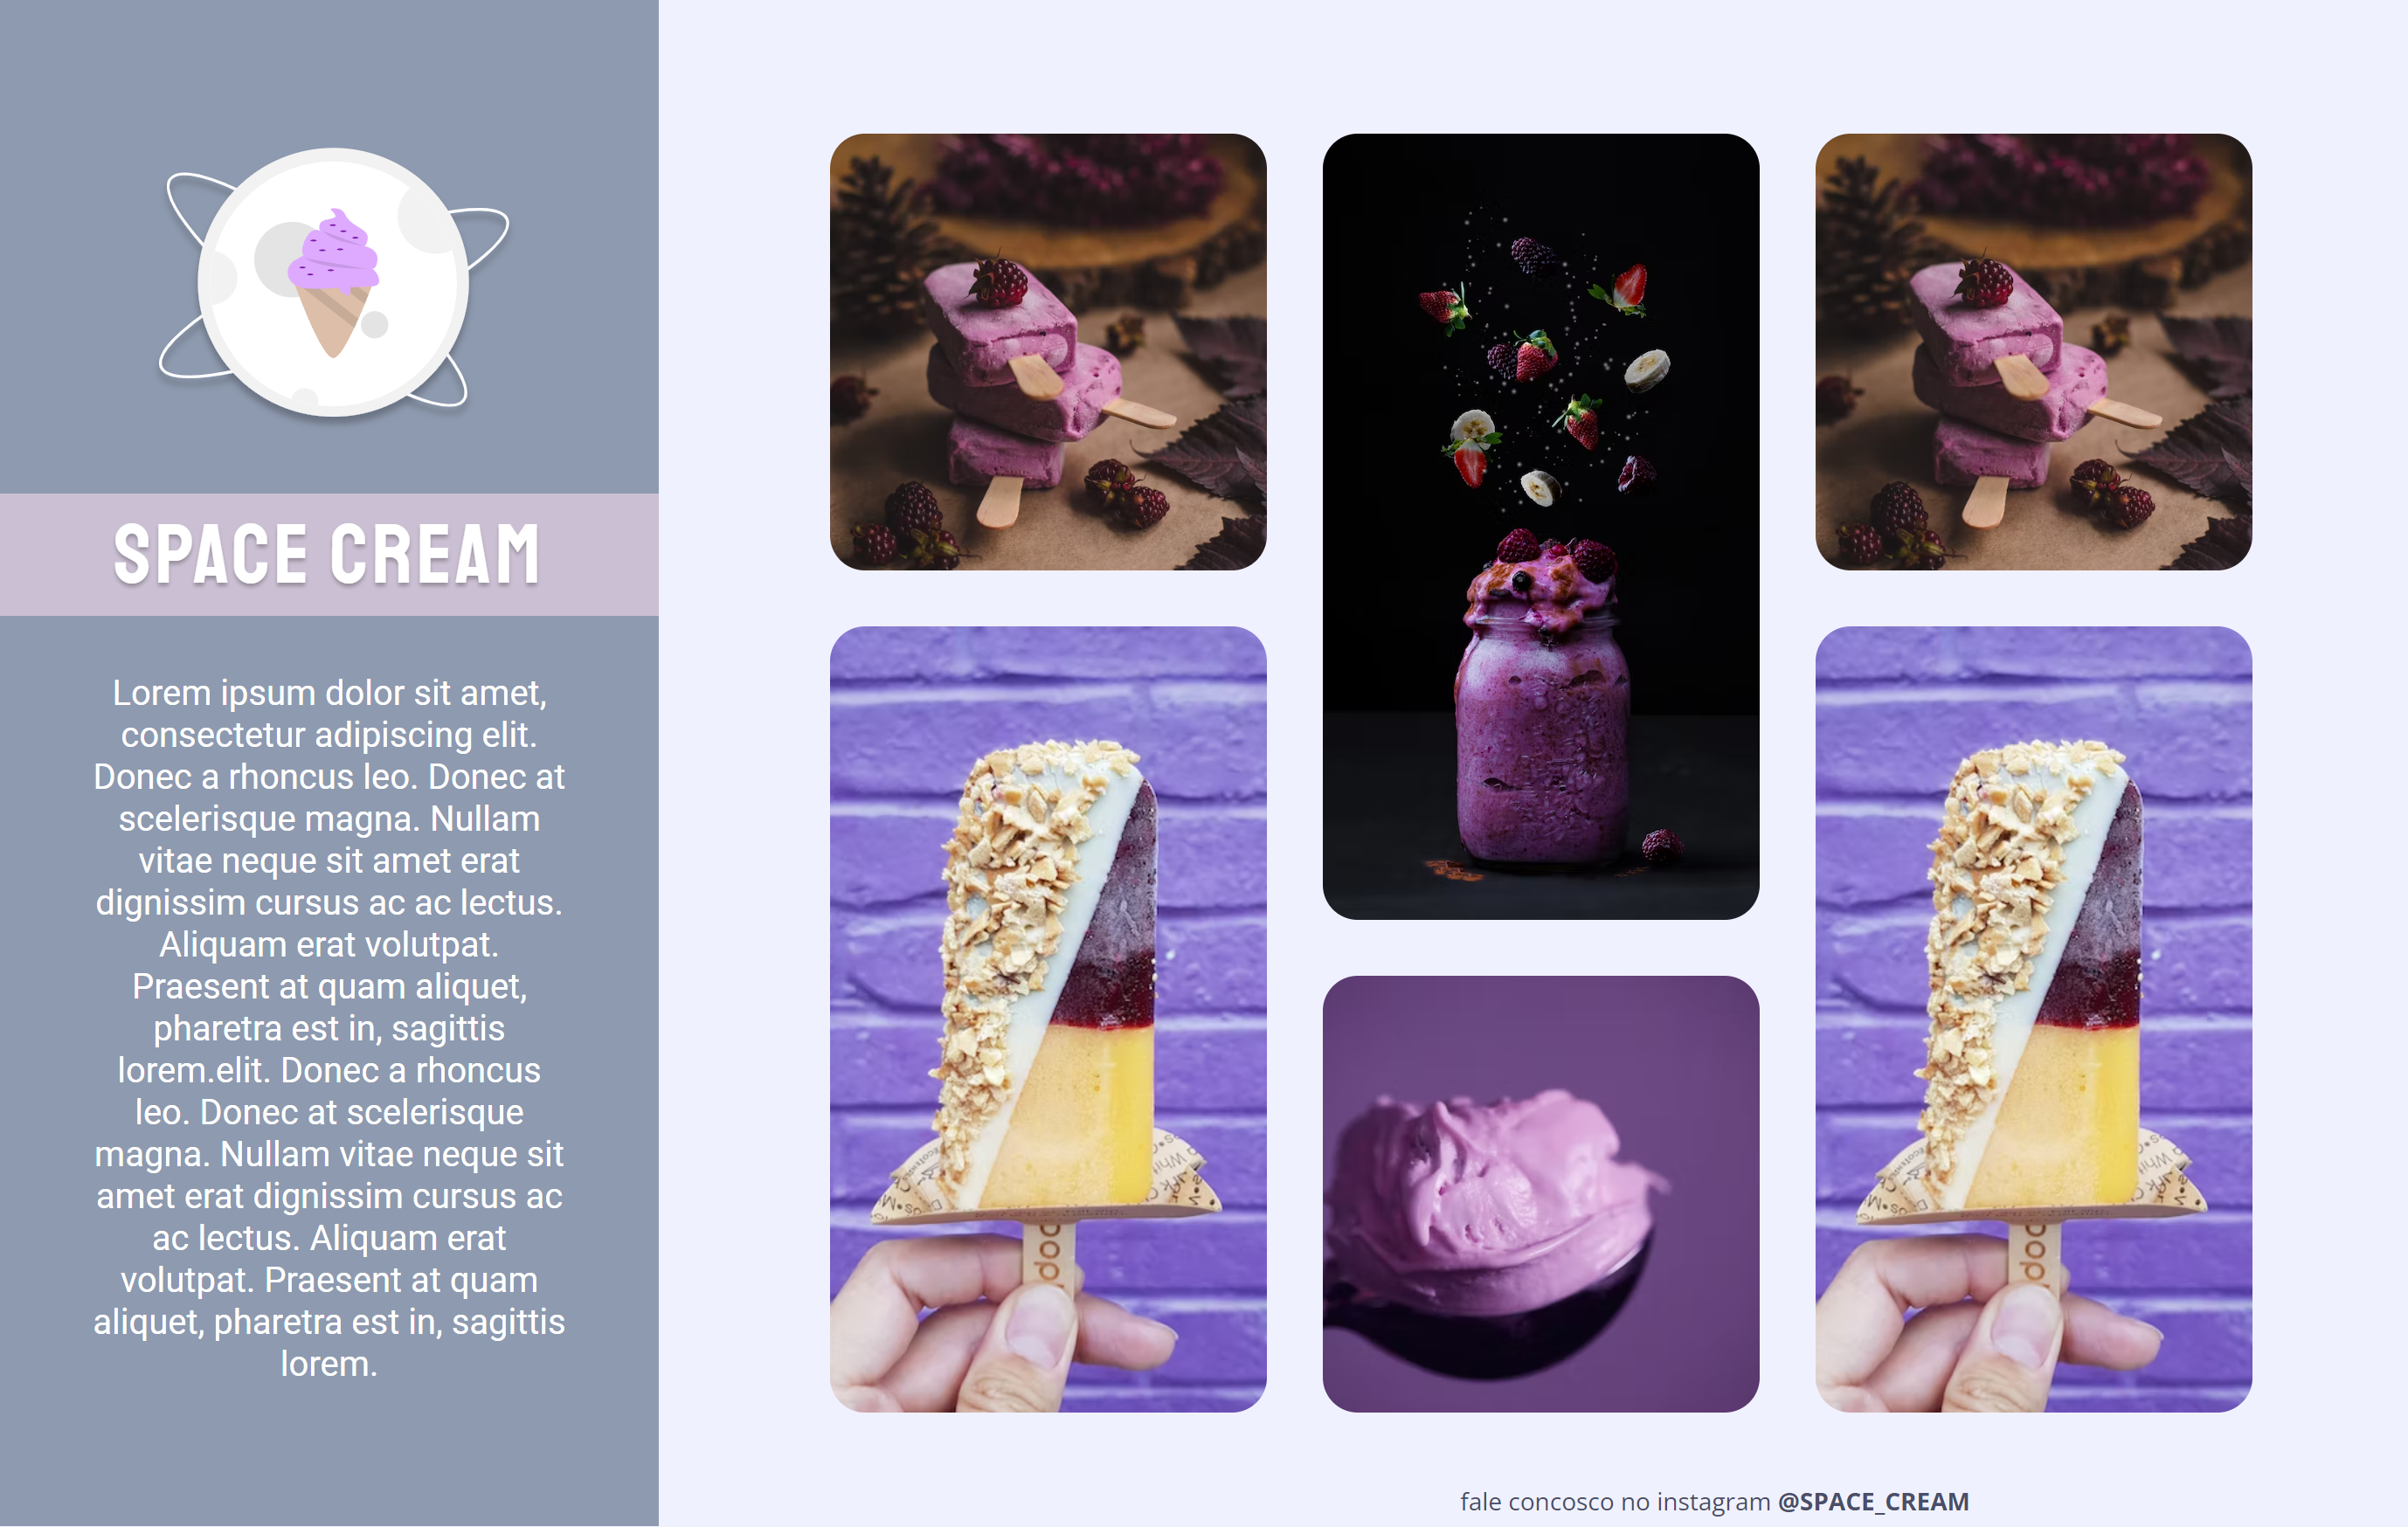 SPACE CREAM
Lorem ipsum dolor sit amet,
consectetur adipiscing elit.
Donec a rhoncus leo. Donec at
scelerisque magna. Nullam
vitae neque sit amet erat
dignissim cursus ac ac lectus.
Aliquam erat volutpat.
Praesent at quam aliquet,
pharetra est in, sagittis
lorem.elit. Donec a rhoncus
leo. Donec at scelerisque
magna. Nullam vitae neque sit
amet erat dignissim cursus ac
ac lectus. Aliquam erat
volutpat. Praesent at quam
aliquet, pharetra est in, sagittis
lorem.
fale concosco no instagram @SPACE_CREAM